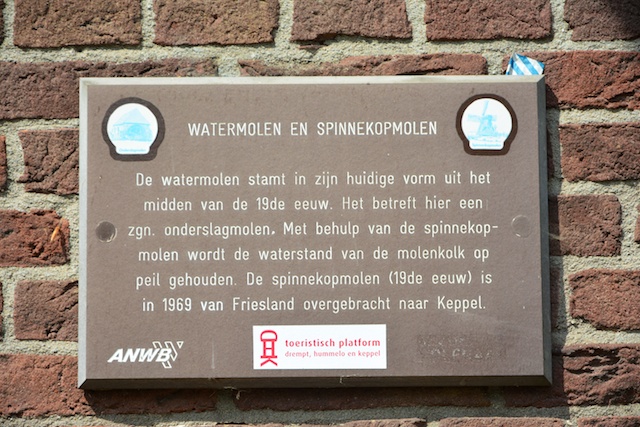 WATERMOLEN EN SPINNEKOPMOLEN
De watermolen stamt in zijn huidige vorm uit het
midden van de 19de eeuw. Het betreft hier een
zgn. onderslagmolen. Met behulp van de spinnekop-
molen wordt de waterstand van de molenkolk op
peil gehouden. De spinnekopmolen (19de eeuw) is
in 1969 van Friesland overgebracht naar Keppel.
ANWB
toeristisch platform
drempt, hummelo en keppel